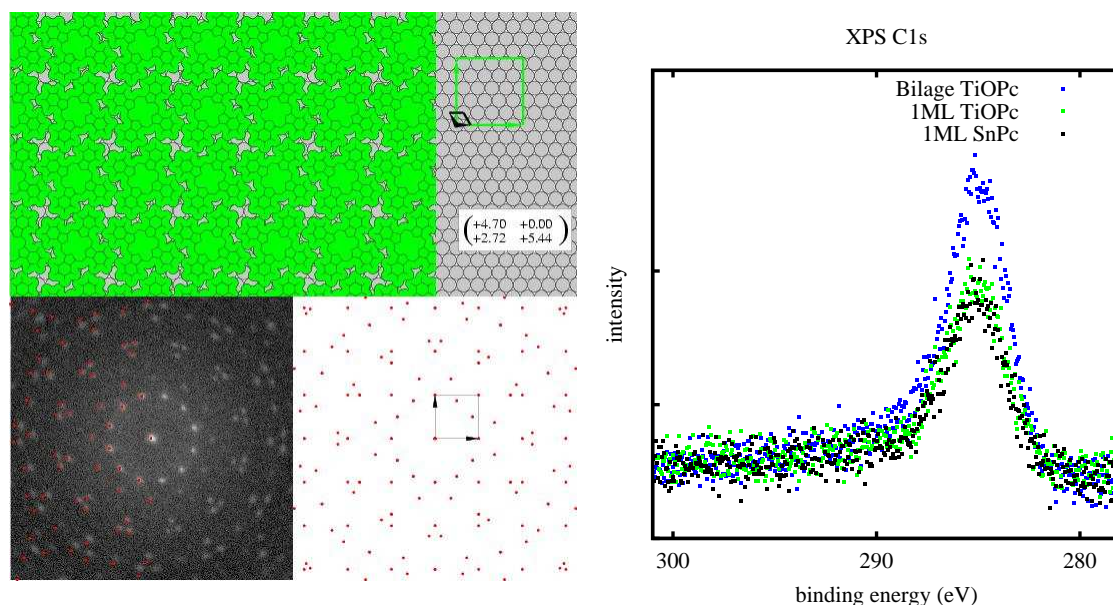 +4.70 +0.00
+2.72 +5.44
XPS C1s
Bilage TiOPc
1ML TiOPc
1ML SnPc
intensity
300 290 280
binding energy (eV)